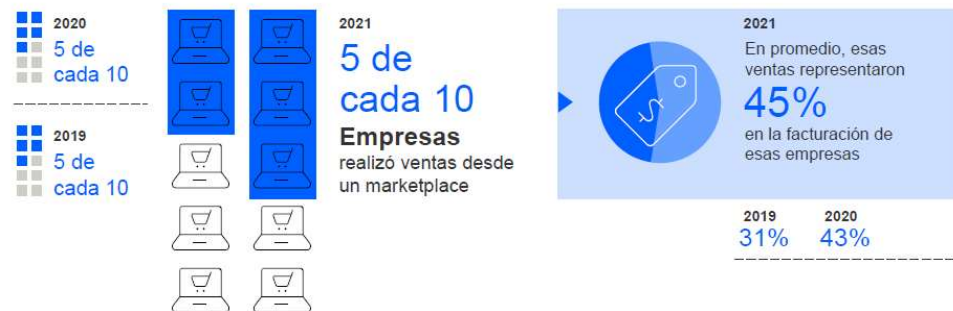 2020
5 de
cada 10
2019
5 de
cada 10
2021
5 de
cada 10
Empresas
realizó ventas desde
un marketplace
2021
En promedio, esas
ventas representaron
45%
en la facturación de
esas empresas
2019 2020
31% 43%